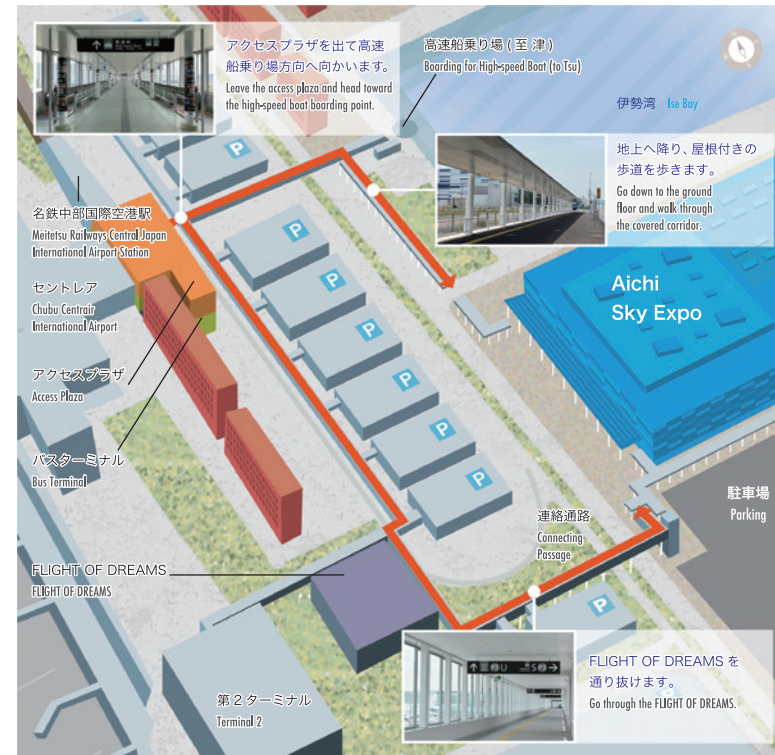 アクセスプラザを出て高速
船乗り場方向へ向かいます。
Leave the access plaza and head toward
the high-speed boat boarding point.
高速船乗り場 ( 至 津 )
Boarding for High-speed Boat (to Tsu)
伊勢湾 Ise Bay
地上へ降り、屋根付きの
歩道を歩きます。
Go down to the ground
floor and walk through
the covered corridor.
P
P
名鉄中部国際空港駅
Meitetsu Railways Central Japan
International Airport Station
セントレア
Chubu Centrair
International Airport
アクセスプラザ
Access Plaza
バスターミナル
Bus Terminal
Aichi
Sky Expo
P
P
P
P
P
駐車場
Parking
連絡通路
Connecting
Passage
FLIGHT OF DREAMS
FLIGHT OF DREAMS
P
第２ターミナル
Terminal 2
FLIGHT OF DREAMS を
通り抜けます。
Go through the FLIGHT OF DREAMS.